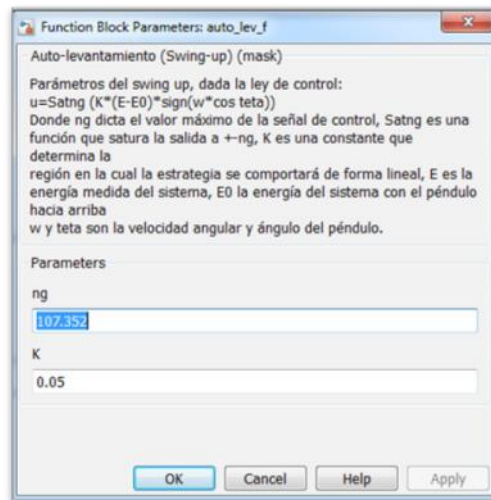 Function Block Parameters: auto_lev_f
Auto-levantamiento (Swing-up) (mask)
Parámetros del swing up, dada la ley de control:
u=Satng (K*(E-E0)*sign(w*cos teta))
Donde ng dicta el valor máximo de la señal de control, Satng es una
función que satura la salida a +-ng, K es una constante que
determina la
región en la cual la estrategia se comportará de forma lineal, E es la
energía medida del sistema, E0 la energía del sistema con el péndulo
hacia arriba
w y teta son la velocidad angular y ángulo del péndulo.
Parameters
ng
107.352
K
0.05
OK Cancel Help Apply